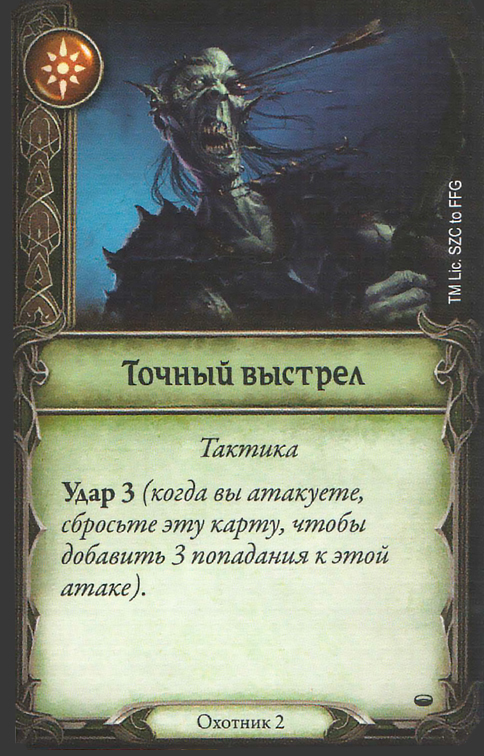 TM Lic. SZC to FFG
Точный выстрел
Тактика
Удар 3 (когда вы атакуете,
сбросьте эту карту, чтобы
добавить 3 попадания к этой
атаке).
Охотник 2